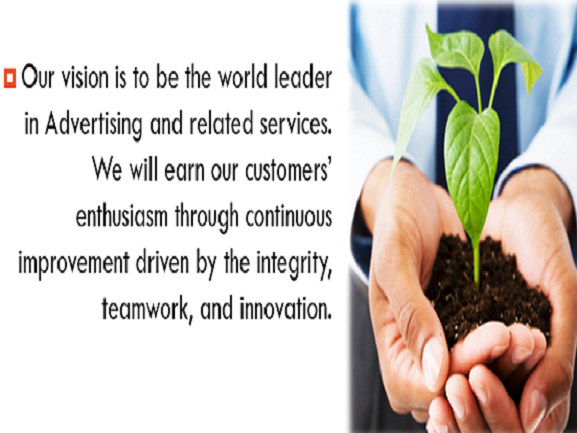 Our vision is to be the world leader
in Advertising and related services.
We will earn our customers’
enthusiasm through continuous
improvement driven by the integrity,
teamwork, and innovation.